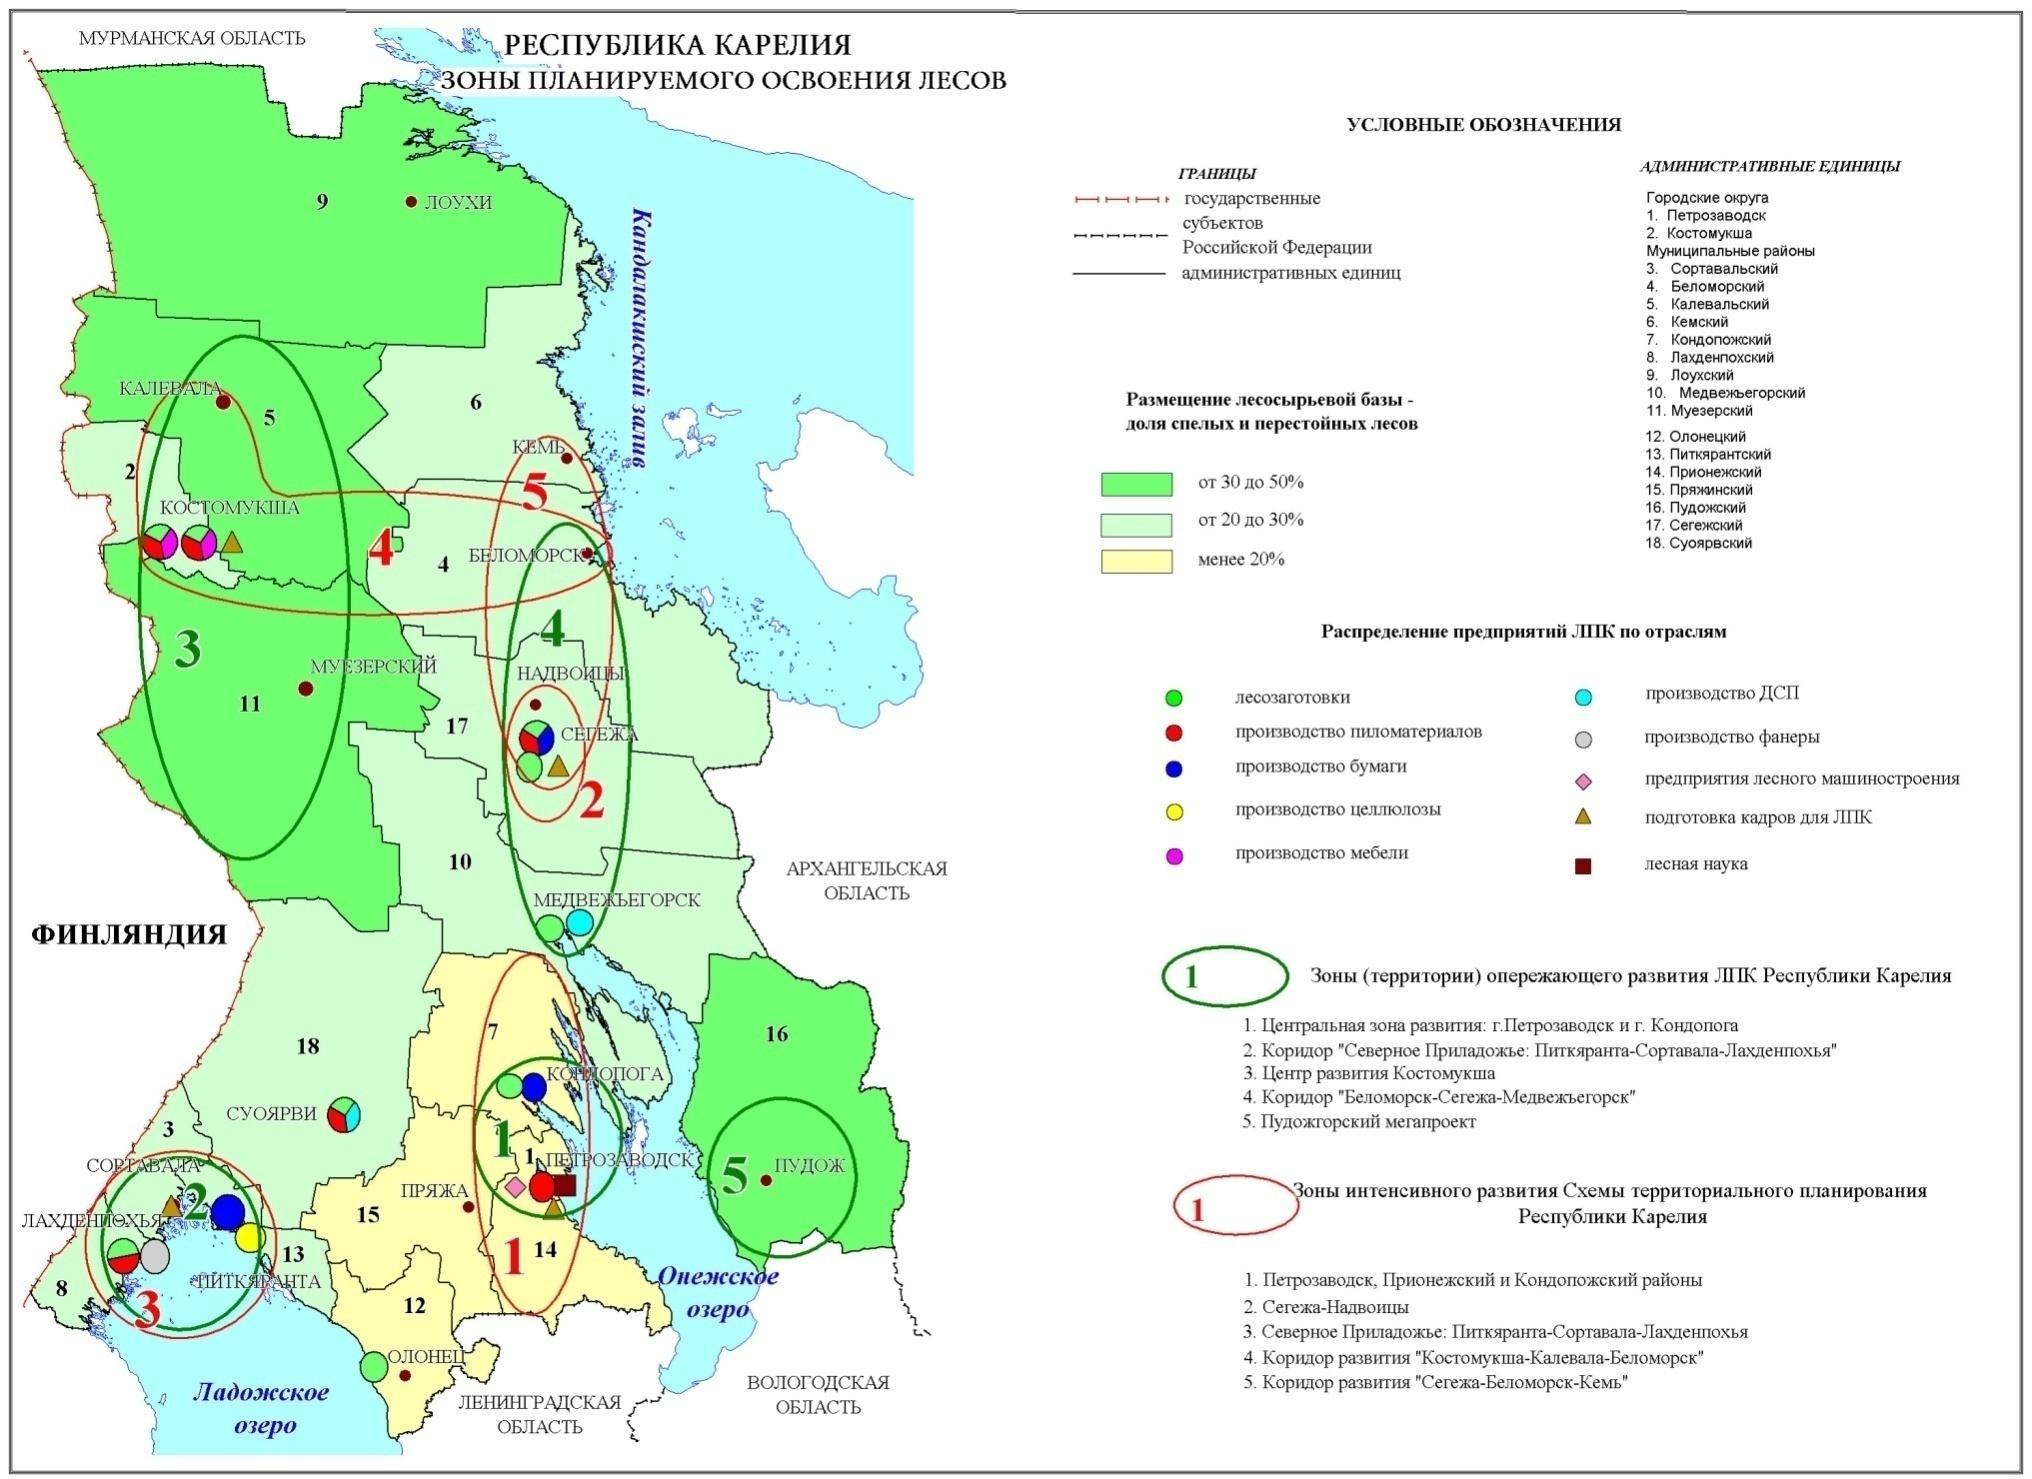 МУРМАНСКАЯ ОБЛАСТЬ
РЕСПУБЛИКА КАРЕЛИЯ
ЗОНЫ ПЛАНИРУЕМОГО ОСВОЕНИЯ ЛЕСОВ
9
ЛОУХИ
Кандалакшский залив
КАЛЕВАЛА
5
6
2
КЕМЬ
5
КОСТОМУКША
4
БЕЛОМОРСК
4
4
3
МУЕЗЕРСКИЙ
НАДВОИЦЫ
11
17
СЕГЕЖА
2
10
АРХАНГЕЛЬСКАЯ
ОБЛАСТЬ
МЕДВЕЖЬЕГОРСК
ФИНЛЯНДИЯ
7
16
18
КОНДОПОГА
СУОЯРВИ
3
1
1
ПЕТРОЗАВОДСК
СОРТАВАЛА
5
ПУДОЖ
ПРЯЖА
2
ЛАХДЕНПОХЬЯ
15
13
1
14
ПИТКЯРАНТА
8
3
12
Онежское
озеро
ОЛОНЕЦ
Ладожское
озеро
ЛЕНИНГРАДСКАЯ
ОБЛАСТЬ
ВОЛОГОДСКАЯ
ОБЛАСТЬ
УСЛОВНЫЕ ОБОЗНАЧЕНИЯ
ГРАНИЦЫ
государственные
субъектов
Российской Федерации
административных единиц
АДМИНИСТРАТИВНЫЕ ЕДИНИЦЫ
Городские округа
1. Петрозаводск
2. Костомукша
Муниципальные районы
3. Сортавальский
4. Беломорский
5. Калевальский
6. Кемский
7. Кондопожский
8. Лахденпохский
9. Лоухский
10. Медвежьегорский
11. Муезерский
12. Олонецкий
13. Питкярантский
14. Прионежский
15. Пряжинский
16. Пудожский
17. Сегежский
18. Суоярвский
Размещение лесосырьевой базы -
доля спелых и перестойных лесов
от 30 до 50%
от 20 до 30%
менее 20%
Распределение предприятий ЛПК по отраслям
лесозаготовки
производство пиломатериалов
производство бумаги
производство целлюлозы
производство мебели
производство ДСП
производство фанеры
предприятия лесного машиностроения
подготовка кадров для ЛПК
лесная наука
1
Зоны (территории) опережающего развития ЛПК Республики Карелия
1. Центральная зона развития: г.Петрозаводск и г. Кондопога
2. Коридор "Северное Приладожье: Питкяранта-Сортавала-Лахденпохья"
3. Центр развития Костомукша
4. Коридор "Беломорск-Сегежа-Медвежъегорск"
5. Пудожгорский мегапроект
1
Зоны интенсивного развития Схемы территориального планирования
Республики Карелия
1. Петрозаводск, Прионежский и Кондопожский районы
2. Сегежа-Надвоицы
3. Северное Приладожье: Питкяранта-Сортавала-Лахденпохья
4. Коридор развития "Костомукша-Калевала-Беломорск"
5. Коридор развития "Сегежа-Беломорск-Кемь"